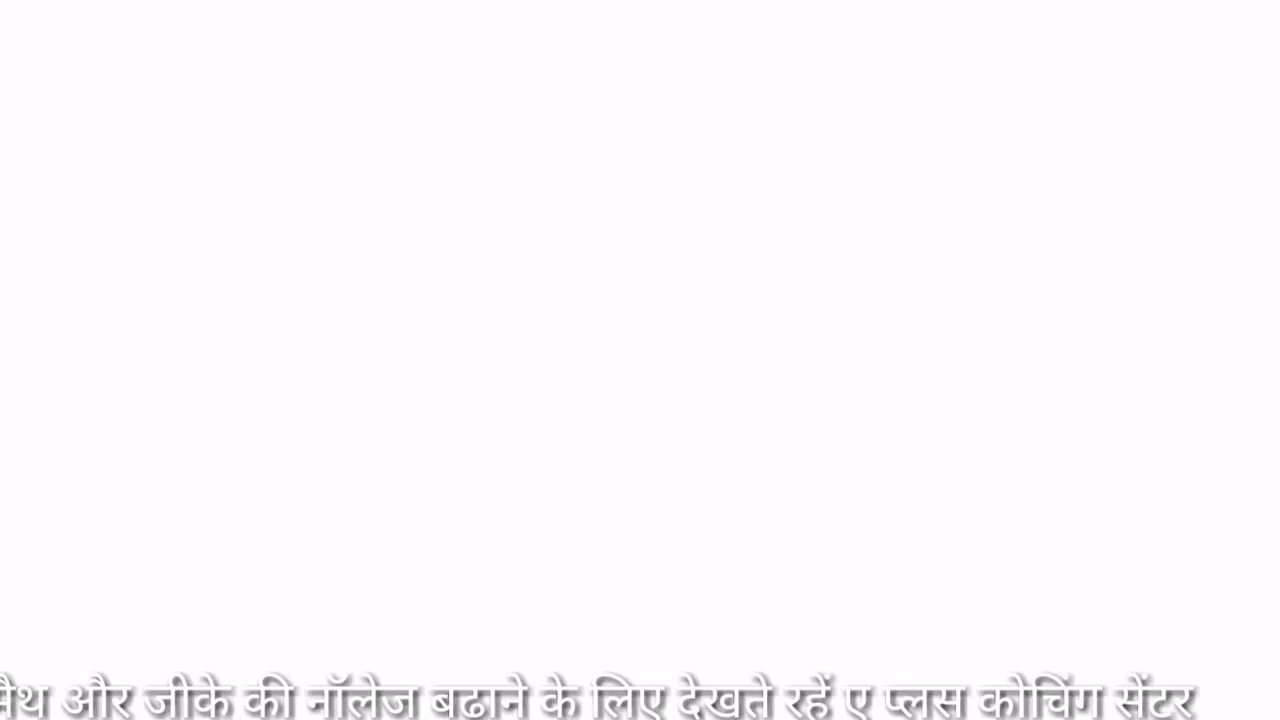 मैथ और जीके की नॉलेज बढाने के लिए देखते रहें ए प्लस कोचिंग सेंटर